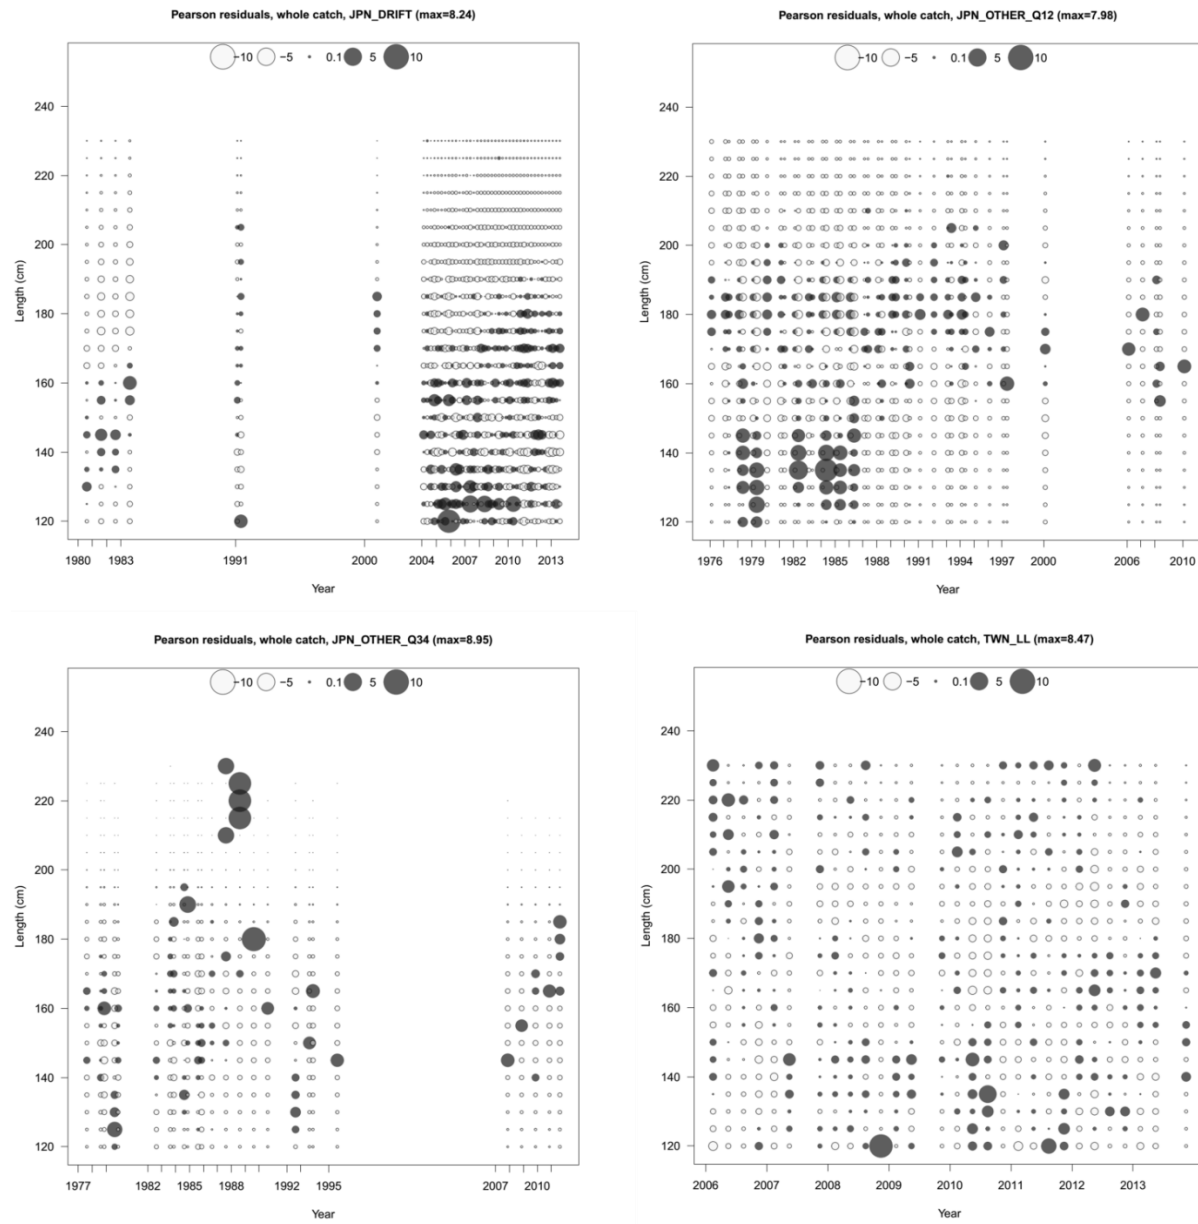 Pearson residuals, whole catch, JPN_DRIFT (max=8.24)
−10 −5 0.1 5 10
240
220
200
180
160
140
120
Length (cm)
1980 1983 1991 2000 2004 2007 2010 2013
Year
Pearson residuals, whole catch, JPN_OTHER_Q12 (max=7.98)
−10 −5 0.1 5 10
240
220
200
180
160
140
120
Length (cm)
1976 1979 1982 1985 1988 1991 1994 1997 2000 2006 2010
Year
Pearson residuals, whole catch, JPN_OTHER_Q34 (max=8.95)
−10 −5 0.1 5 10
240
220
200
180
160
140
120
Length (cm)
1977 1982 1985 1988 1992 1995 2007 2010
Year
Pearson residuals, whole catch, TWN_LL (max=8.47)
−10 −5 0.1 5 10
240
220
200
180
160
140
120
Length (cm)
2006 2007 2008 2009 2010 2011 2012 2013
Year